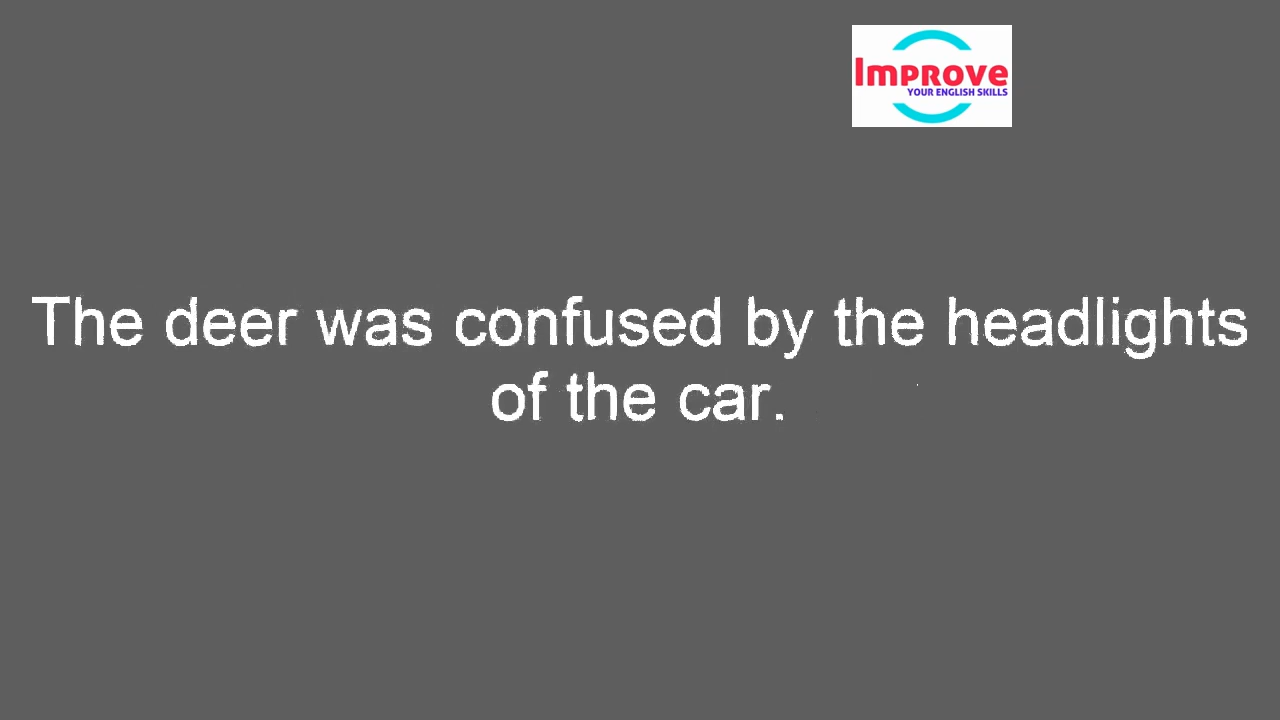 Improve
YOUR ENGLISH SKILLS
The deer was confused by the headlights
of the car.